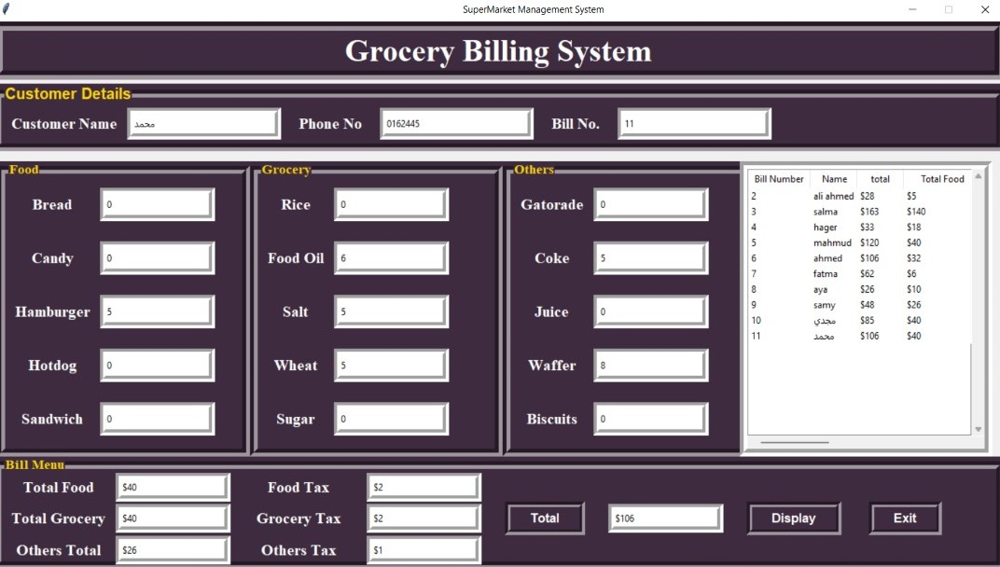 SuperMarket Management System
Grocery Billing System
Customer Details
Customer Name محمد Phone No 0162445 Bill No. 11
Food
Bread 0
Candy 0
Hamburger 5
Hotdog 0
Sandwich 0
Grocery
Rice 0
Food Oil 6
Salt 5
Wheat 5
Sugar 0
Others
Gatorade 0
Coke 5
Juice 0
Waffer 8
Biscuits 0
Bill Number Name total Total Food
2 ali ahmed $28 $5
3 salma $163 $140
4 hager $33 $18
5 mahmud $120 $40
6 ahmed $106 $32
7 fatma $62 $6
8 aya $26 $10
9 samy $48 $26
10 مجدي $85 $40
11 محمد $106 $40
Bill Menu
Total Food $40 Food Tax $2
Total Grocery $40 Grocery Tax $2
Others Total $26 Others Tax $1
Total $106 Display Exit